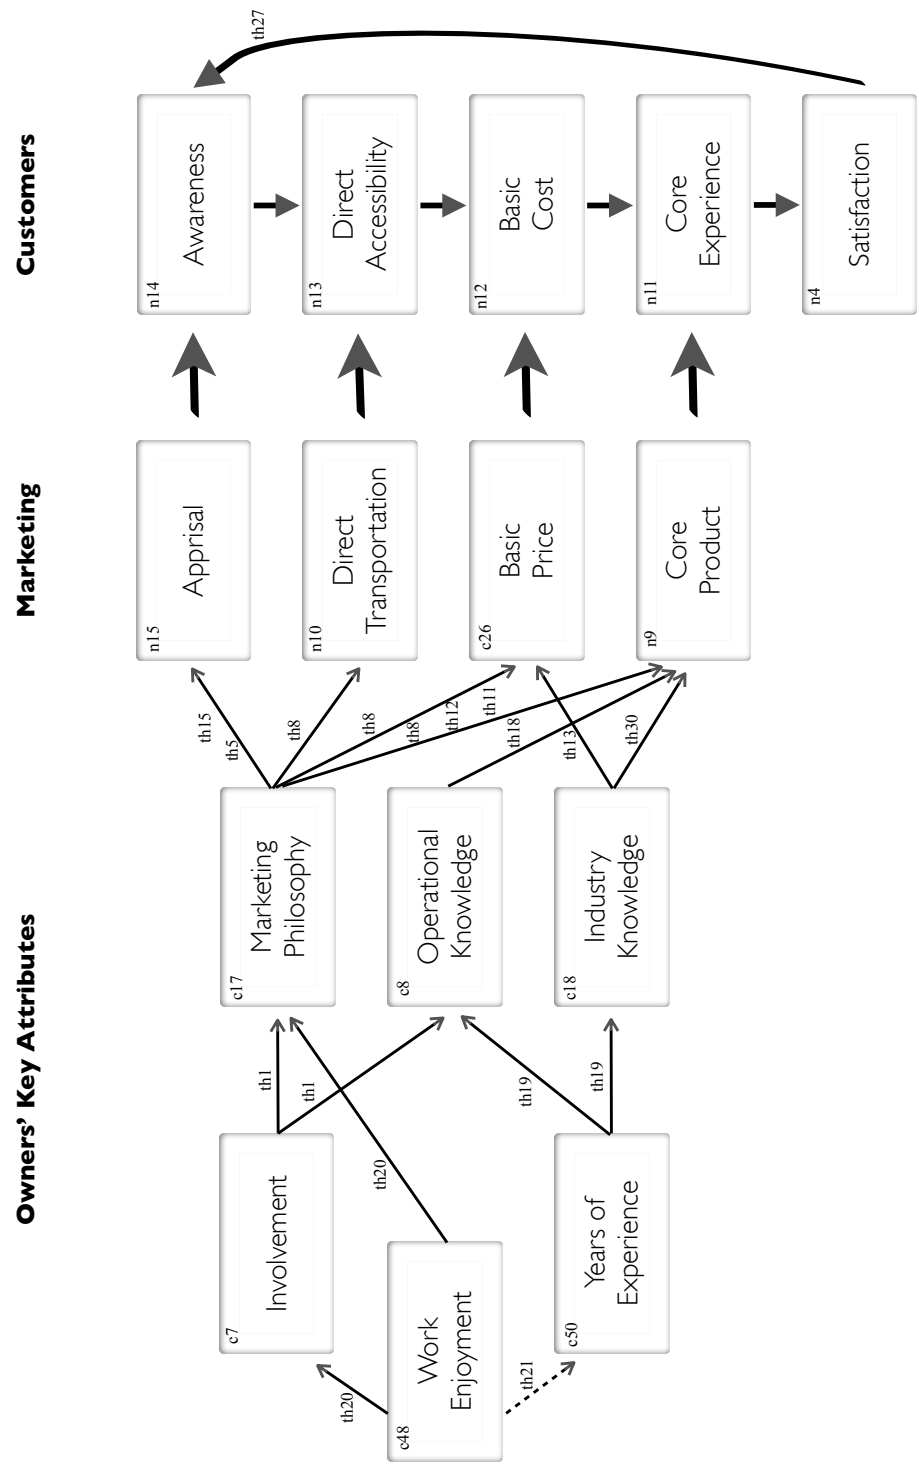 Owners' Key Attributes
Marketing
Customers
c48
Work
Enjoyment
c7
Involvement
c50
Years of
Experience
th20
th21
th20
th1
th1
th19
th19
c17
Marketing
Philosophy
c8
Operational
Knowledge
c18
Industry
Knowledge
th15
th5
th8
th8
th8
th12
th11
th18
th13
th30
n15
Apprisal
n10
Direct
Transportation
c26
Basic
Price
n9
Core
Product
n14
Awareness
n13
Direct
Accessibility
n12
Basic
Cost
n11
Core
Experience
n4
Satisfaction
th27